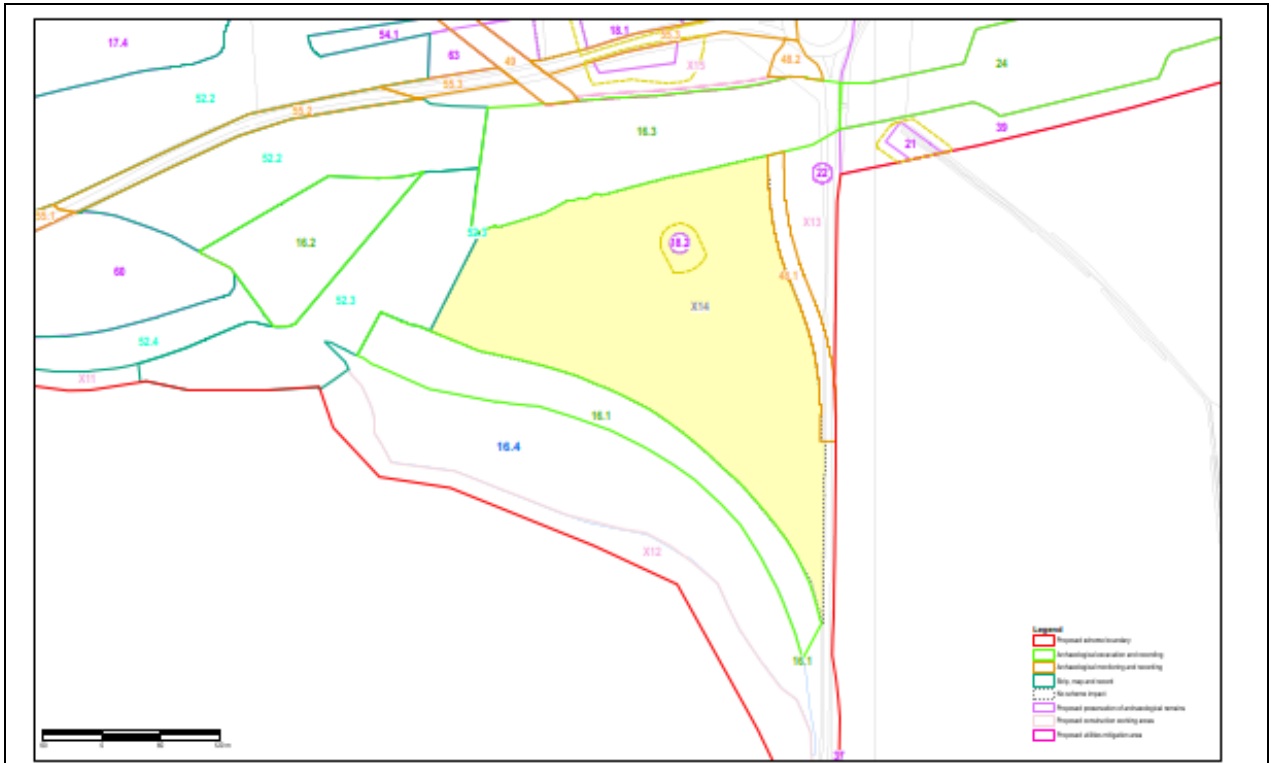 17.4
54.1
18.1
55.3
63
49
X15
48.2
24
55.3
52.2
55.2
16.3
39
21
52.2
22
55.1
X13
52.3
18.2
16.2
60
48.1
52.3
X14
52.4
X11
16.1
16.4
X12
16.1
37
Legend
Proposed scheme boundary
Archaeological excavation and recording
Archaeological monitoring and recording
Strip, map and record
No scheme impact
Proposed preservation of archaeological remains
Proposed construction working areas
Proposed utilities mitigation area
0